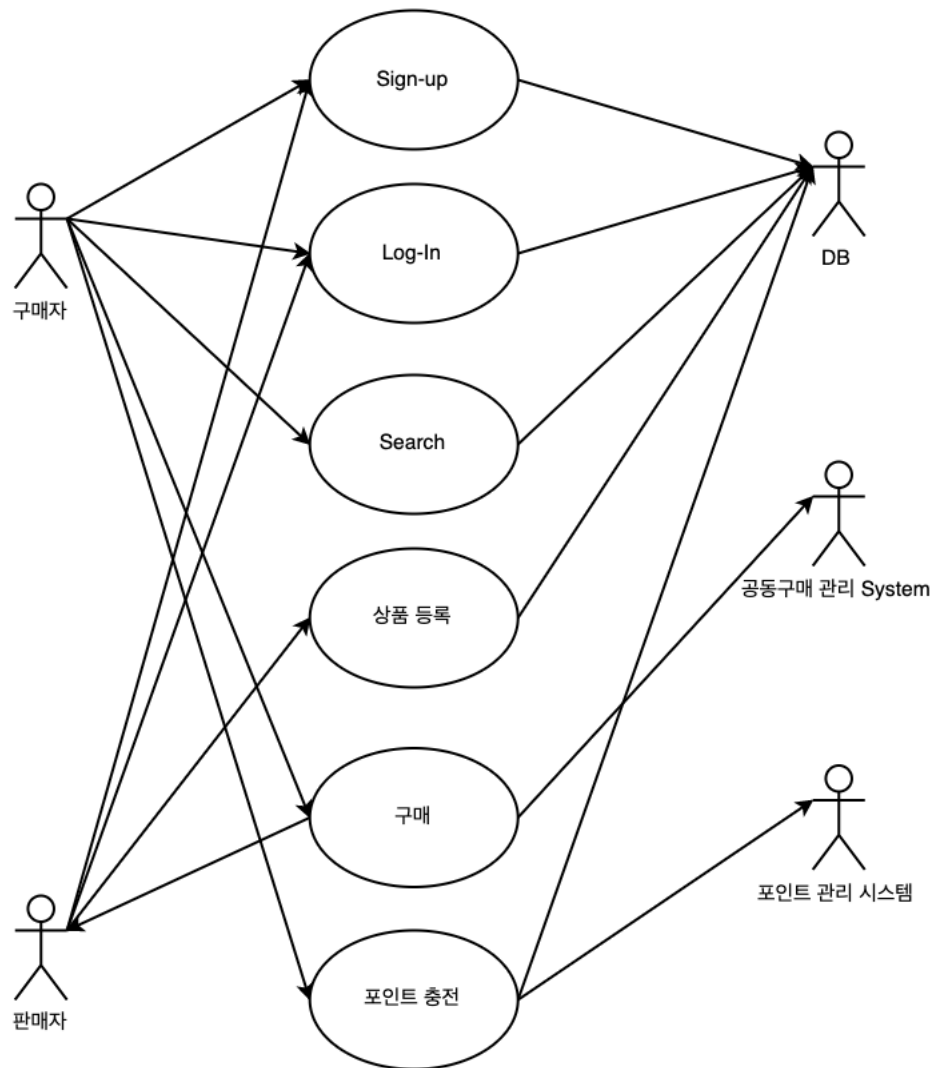 Sign-up
Log-In
구매자
DB
Search
공동구매 관리 System
상품 등록
구매
포인트 관리 시스템
포인트 충전
판매자